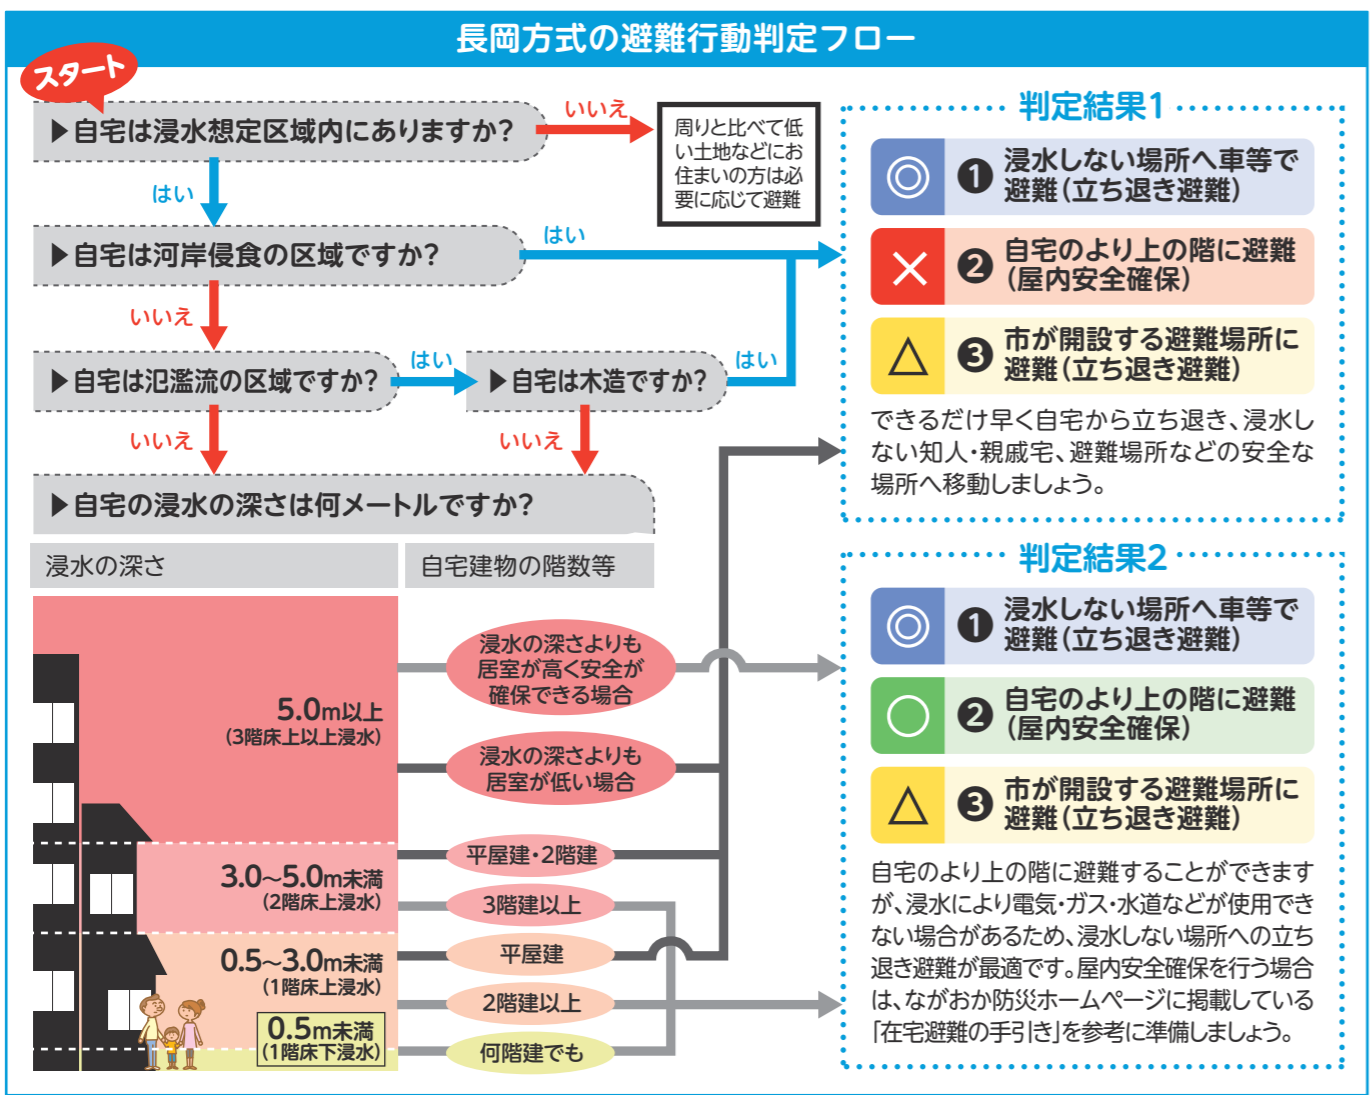 長岡方式の避難行動判定フロー
スタート
▶自宅は浸水想定区域内にありますか?
いいえ
周りと比べて低
い土地などにお
住まいの方は必
要に応じて避難
はい
▶自宅は河岸侵食の区域ですか?
はい
いいえ
▶自宅は氾濫流の区域ですか?
はい
▶自宅は木造ですか?
はい
いいえ
いいえ
▶自宅の浸水の深さは何メートルですか?
浸水の深さ
自宅建物の階数等
5.0m以上
(3階床上以上浸水)
浸水の深さよりも
居室が高く安全が
確保できる場合
浸水の深さよりも
居室が低い場合
3.0〜5.0m未満
(2階床上浸水)
平屋建・2階建
3階建以上
0.5〜3.0m未満
(1階床上浸水)
平屋建
2階建以上
0.5m未満
(1階床下浸水)
何階建でも
判定結果1
◎ ❶ 浸水しない場所へ車等で
避難(立ち退き避難)
× ❷ 自宅のより上の階に避難
(屋内安全確保)
△ ❸ 市が開設する避難場所に
避難(立ち退き避難)
できるだけ早く自宅から立ち退き、浸水し
ない知人・親戚宅、避難場所などの安全な
場所へ移動しましょう。
判定結果2
◎ ❶ 浸水しない場所へ車等で
避難(立ち退き避難)
○ ❷ 自宅のより上の階に避難
(屋内安全確保)
△ ❸ 市が開設する避難場所に
避難(立ち退き避難)
自宅のより上の階に避難することができます
が、浸水により電気・ガス・水道などが使用でき
ない場合があるため、浸水しない場所への立ち
退き避難が最適です。屋内安全確保を行う場合
は、ながおか防災ホームページに掲載している
「在宅避難の手引き」を参考に準備しましょう。